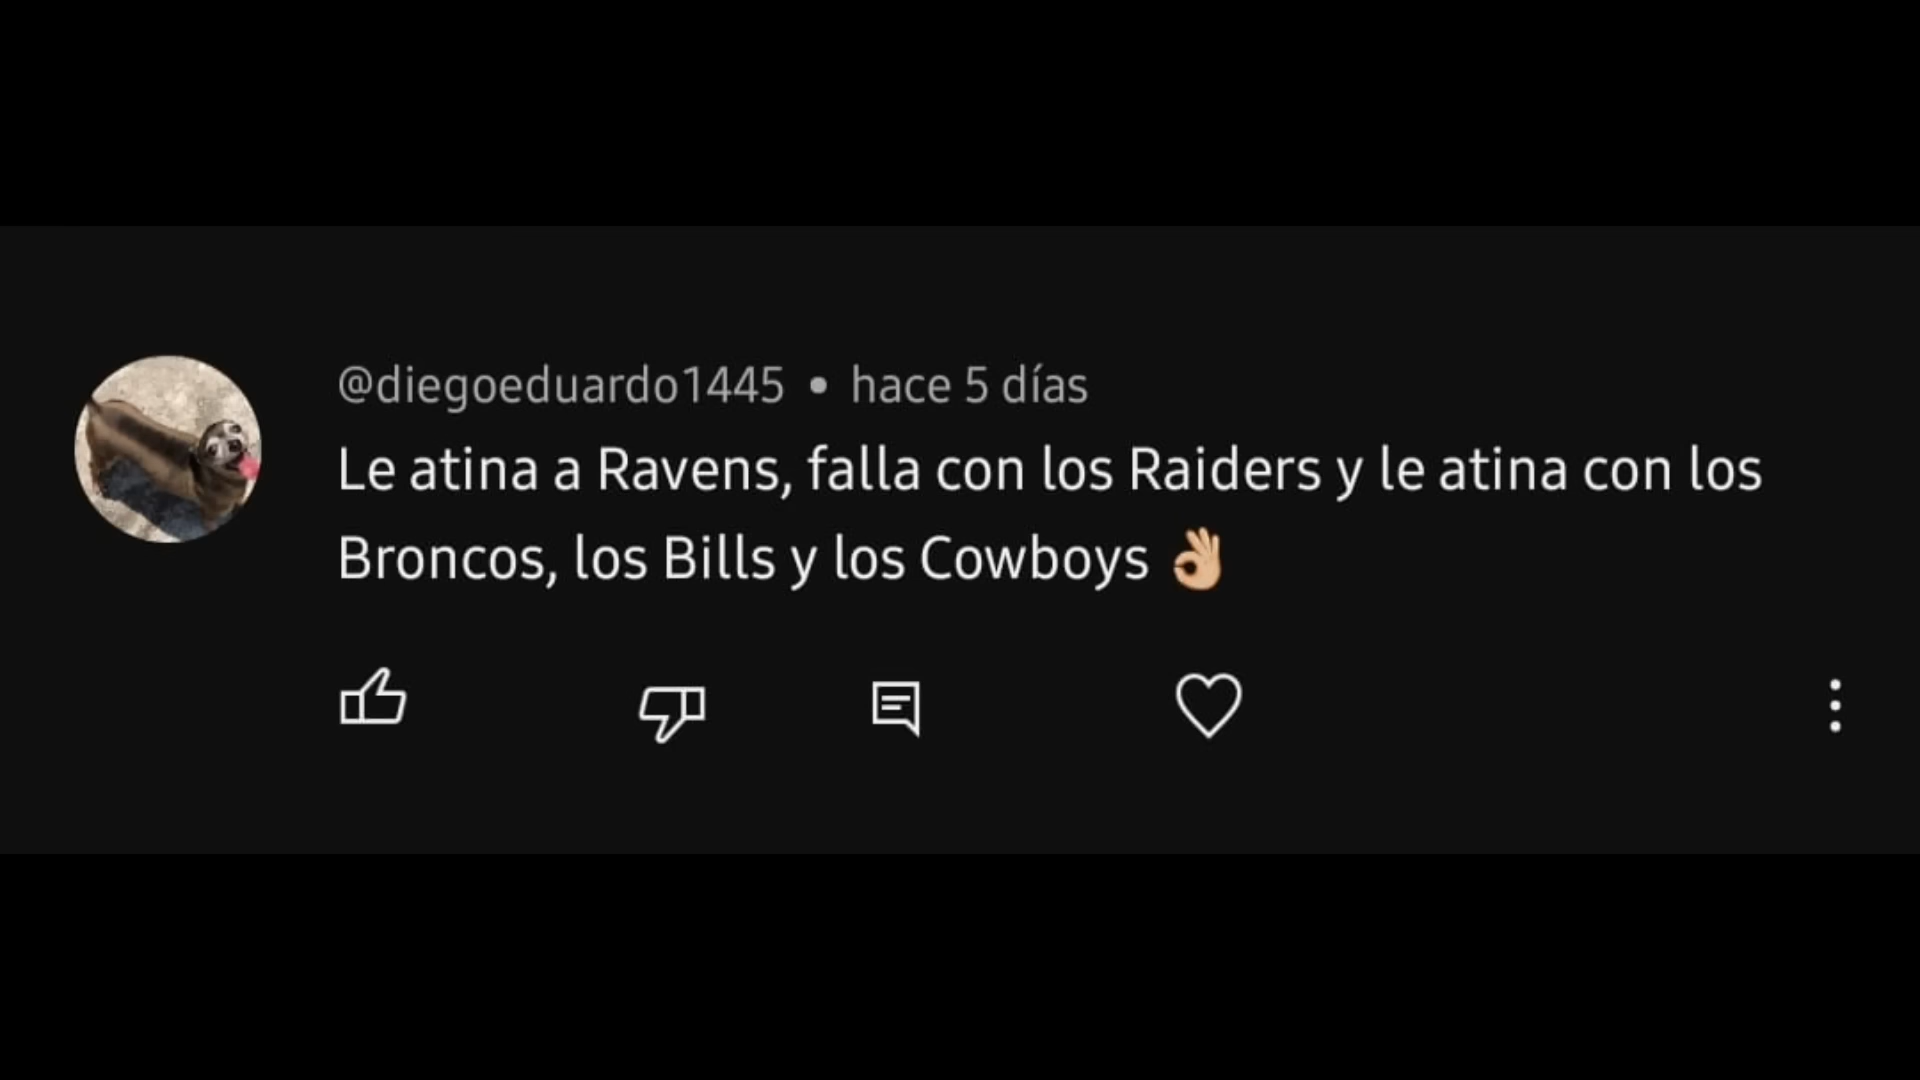 @diegoeduardo1445 • hace 5 días
Le atina a Ravens, falla con los Raiders y le atina con los
Broncos, los Bills y los Cowboys 👌🏼